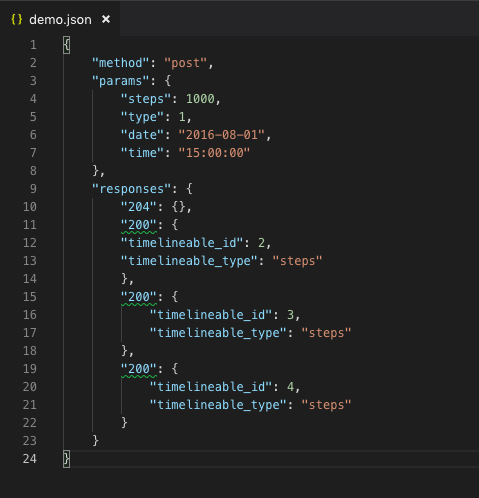 {} demo.json ×
1 {
2     "method": "post",
3     "params": {
4         "steps": 1000,
5         "type": 1,
6         "date": "2016-08-01",
7         "time": "15:00:00"
8     },
9     "responses": {
10         "204": {},
11         "200": {
12         "timelineable_id": 2,
13         "timelineable_type": "steps"
14         },
15         "200": {
16             "timelineable_id": 3,
17             "timelineable_type": "steps"
18         },
19         "200": {
20             "timelineable_id": 4,
21             "timelineable_type": "steps"
22         }
23     }
24 }